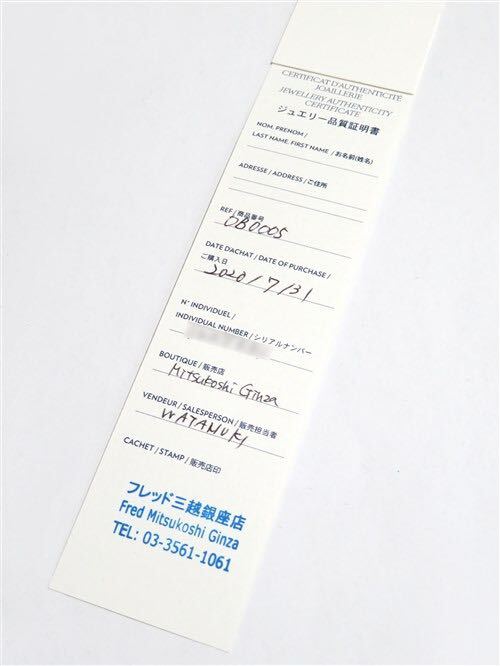 CERTIFICAT D'AUTHENTICITÉ
JOAILLERIE
JEWELLERY AUTHENTICITY
CERTIFICATE
ジュエリー品質証明書
NOM, PRENOM /
LAST NAME, FIRST NAME / お名前(姓名)
ADRESSE / ADDRESS / ご住所
REF / 商品番号
0B0005
DATE D'ACHAT / DATE OF PURCHASE /
ご購入日
2020/7/31
N° INDIVIDUEL /
INDIVIDUAL NUMBER / シリアルナンバー
BOUTIQUE / 販売店
Mitsukoshi Ginza
VENDEUR / SALESPERSON / 販売担当者
WATANUKI
CACHET / STAMP / 販売店印
フレッド三越銀座店
Fred Mitsukoshi Ginza
TEL: 03-3561-1061